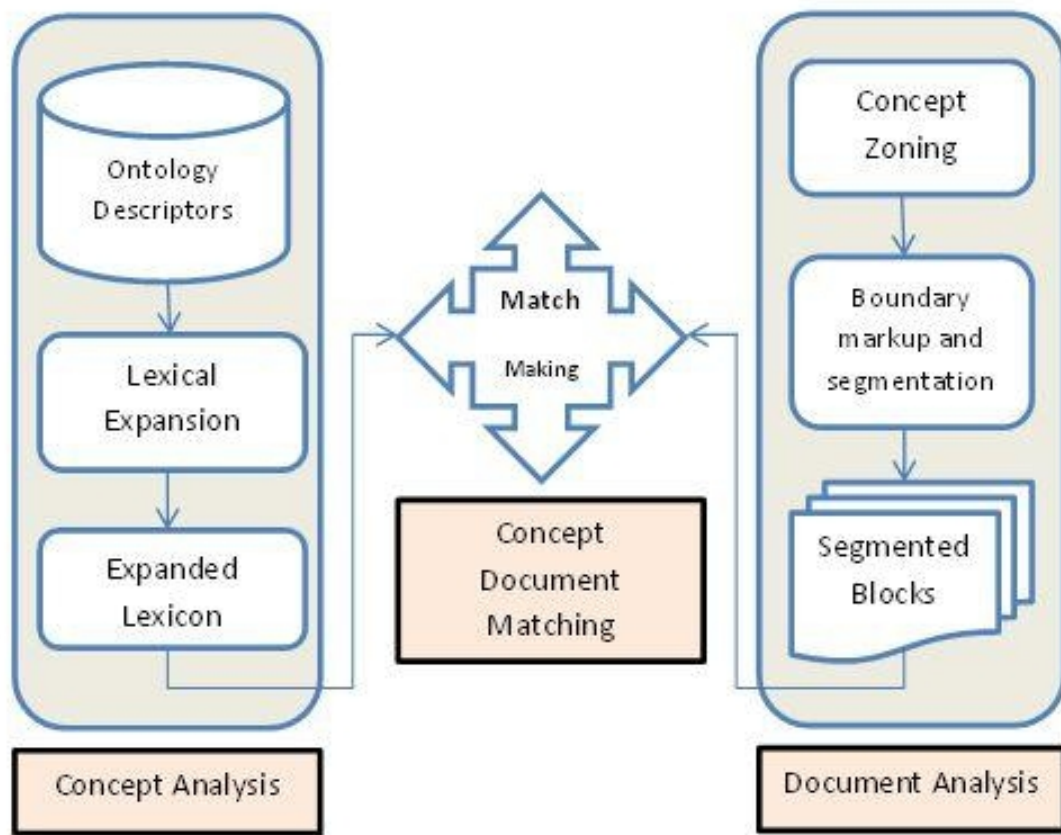 Ontology
Descriptors
Lexical
Expansion
Expanded
Lexicon
Concept Analysis
Match
Making
Concept
Document
Matching
Concept
Zoning
Boundary
markup and
segmentation
Segmented
Blocks
Document Analysis